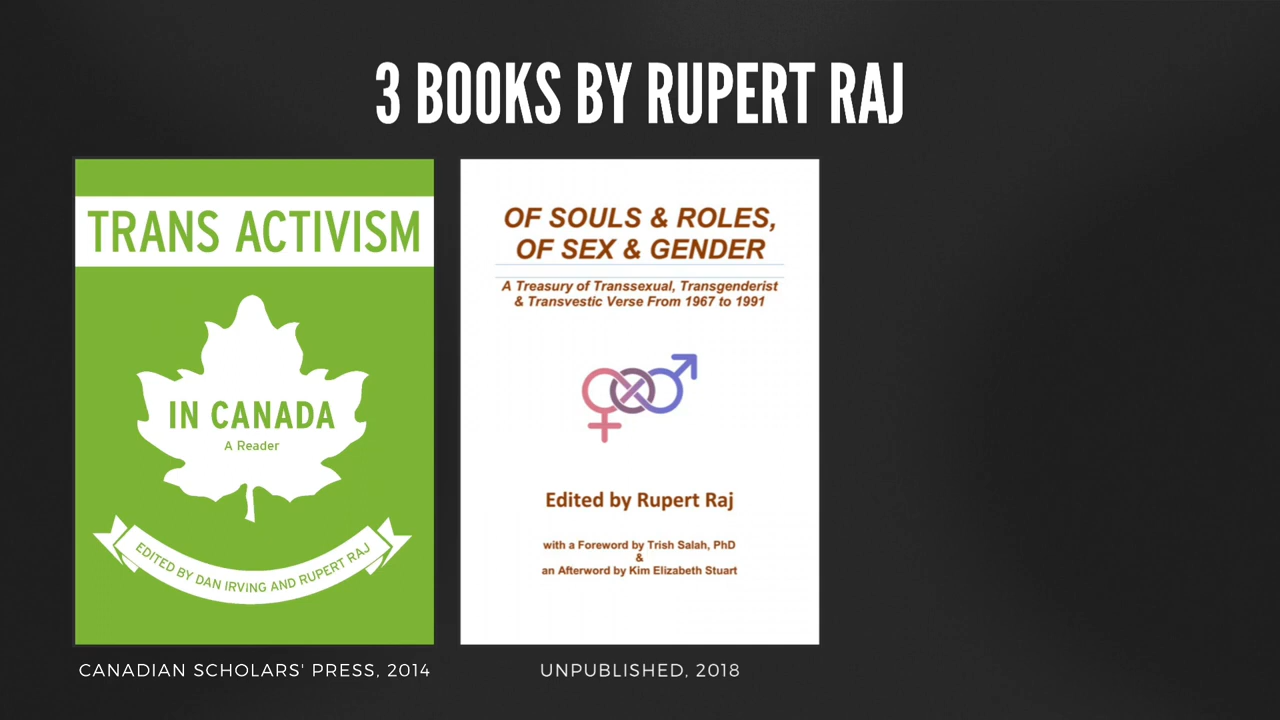 3 BOOKS BY RUPERT RAJ
TRANS ACTIVISM
IN CANADA
A Reader
EDITED BY DAN IRVING AND RUPERT RAJ
CANADIAN SCHOLARS' PRESS, 2014
OF SOULS & ROLES,
OF SEX & GENDER
A Treasury of Transsexual, Transgenderist
& Transvestic Verse From 1967 to 1991
Edited by Rupert Raj
with a Foreword by Trish Salah, PhD
&
an Afterword by Kim Elizabeth Stuart
UNPUBLISHED, 2018